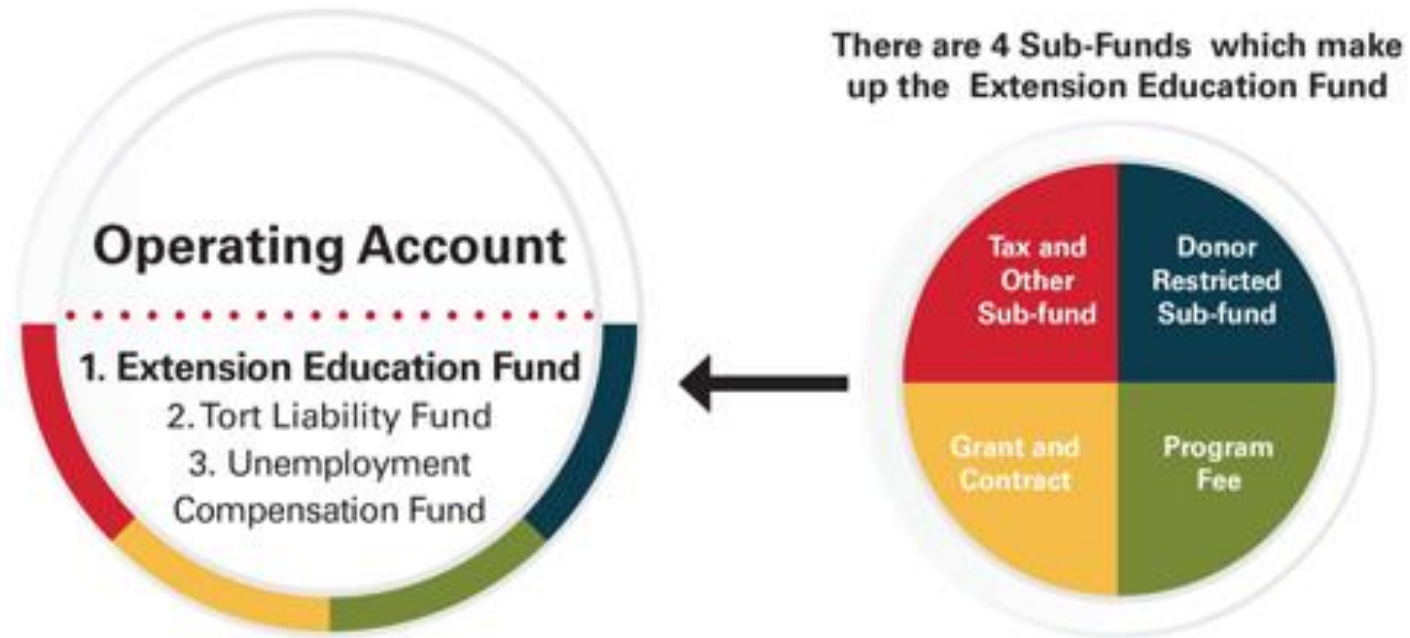 There are 4 Sub-Funds which make
up the Extension Education Fund
Operating Account
1. Extension Education Fund
2. Tort Liability Fund
3. Unemployment
Compensation Fund
Tax and
Other
Sub-fund
Donor
Restricted
Sub-fund
Grant and
Contract
Program
Fee